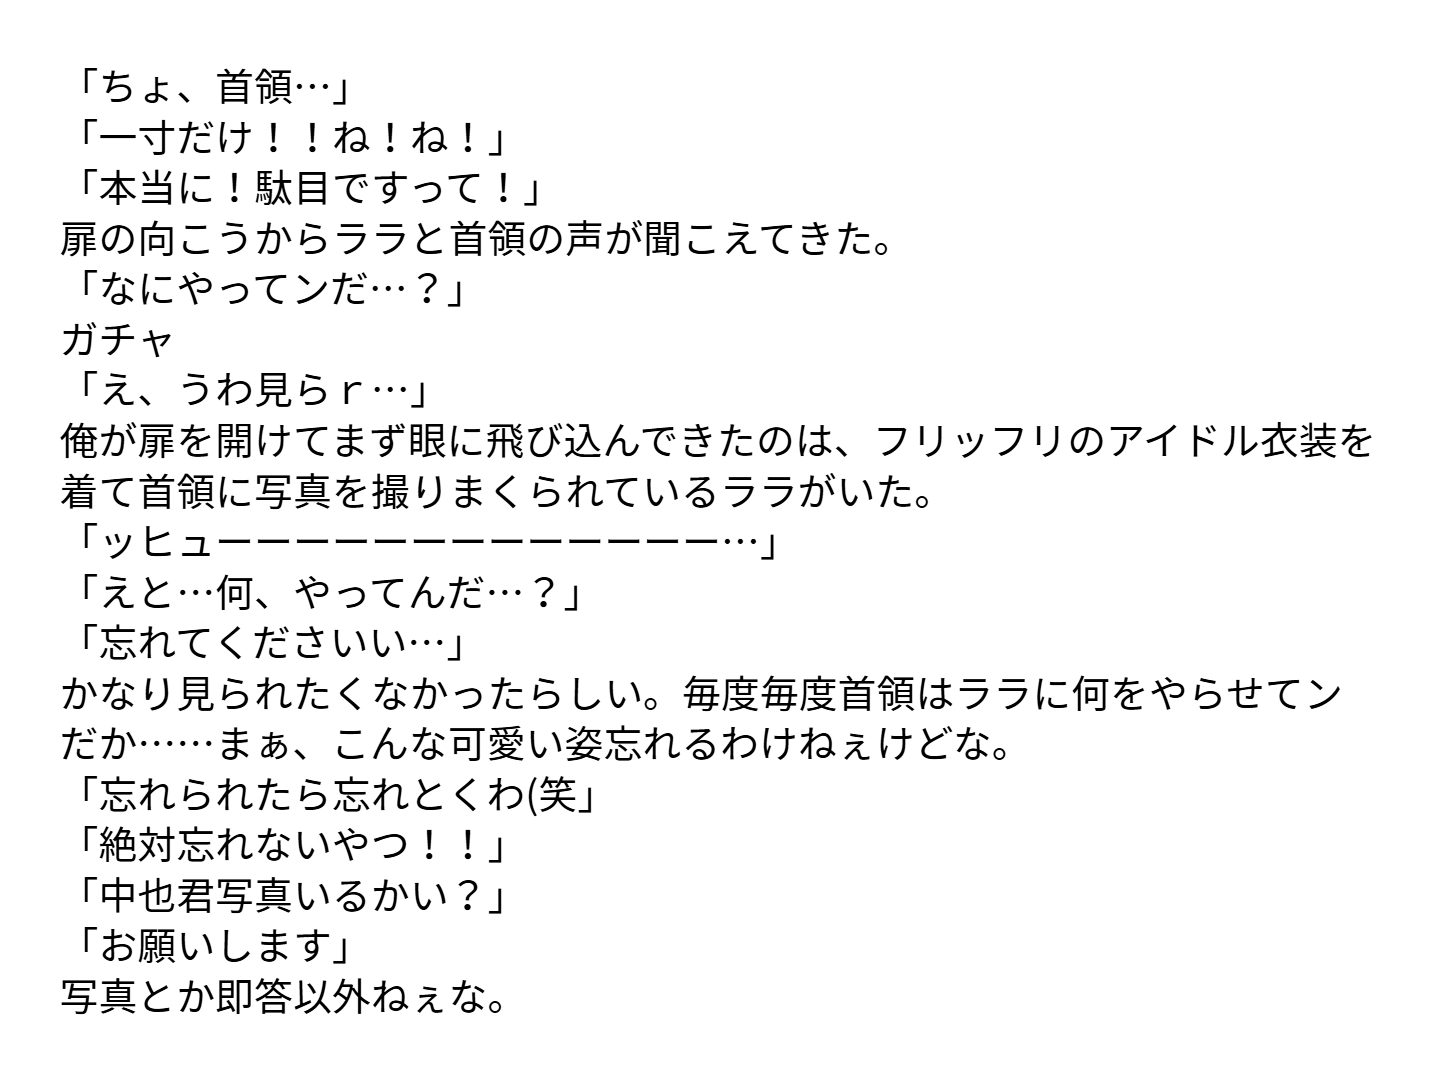 「ちょ、首領…」
「一寸だけ！！ね！ね！」
「本当に！駄目ですって！」
扉の向こうからララと首領の声が聞こえてきた。
「なにやってンだ…？」
ガチャ
「え、うわ見らｒ…」
俺が扉を開けてまず眼に飛び込んできたのは、フリッフリのアイドル衣装を
着て首領に写真を撮りまくられているララがいた。
「ッヒューーーーーーーーーーーーー…」
「えと…何、やってんだ…？」
「忘れてくださいい…」
かなり見られたくなかったらしい。毎度毎度首領はララに何をやらせてン
だか……まぁ、こんな可愛い姿忘れるわけねぇけどな。
「忘れられたら忘れとくわ(笑」
「絶対忘れないやつ！！」
「中也君写真いるかい？」
「お願いします」
写真とか即答以外ねぇな。